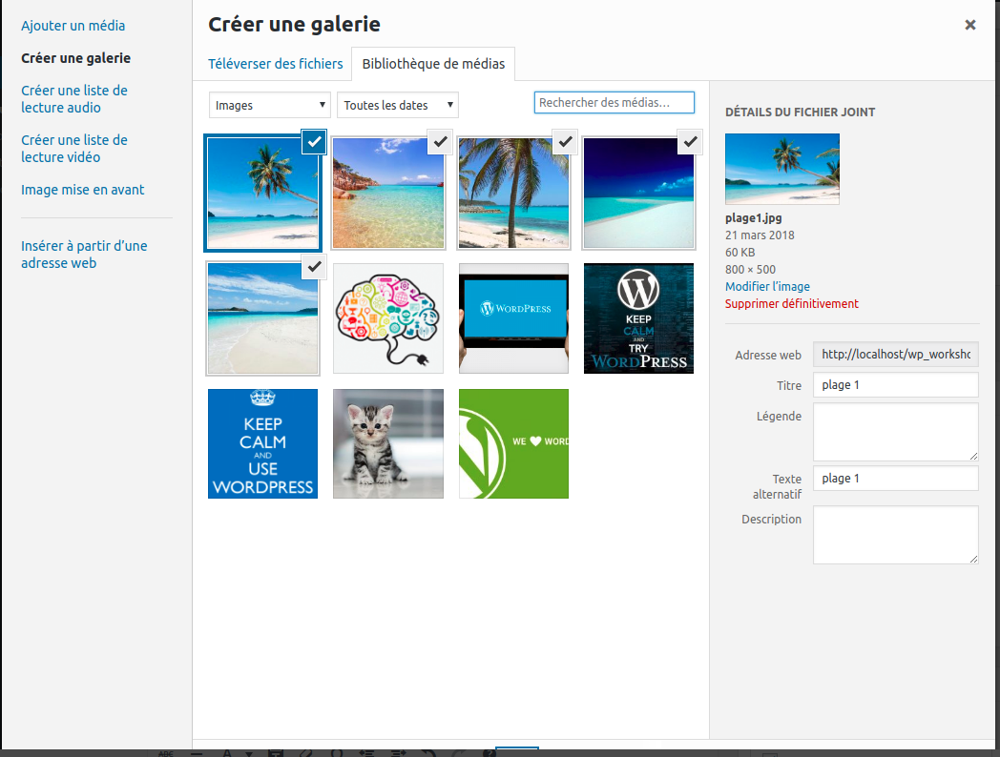 Ajouter un média
Créer une galerie
Créer une liste de
lecture audio
Créer une liste de
lecture vidéo
Image mise en avant
Insérer à partir d'une
adresse web
Créer une galerie
×
Téléverser des fichiers
Bibliothèque de médias
Images
Toutes les dates
Rechercher des médias…
WORDPRESS
KEEP
CALM
AND
TRY
WORDPRESS
KEEP
CALM
AND
USE
WORDPRESS
WE ❤ WORD
DÉTAILS DU FICHIER JOINT
plage1.jpg
21 mars 2018
60 KB
800 × 500
Modifier l'image
Supprimer définitivement
Adresse web
http://localhost/wp_worksho
Titre
plage 1
Légende
Texte
alternatif
plage 1
Description